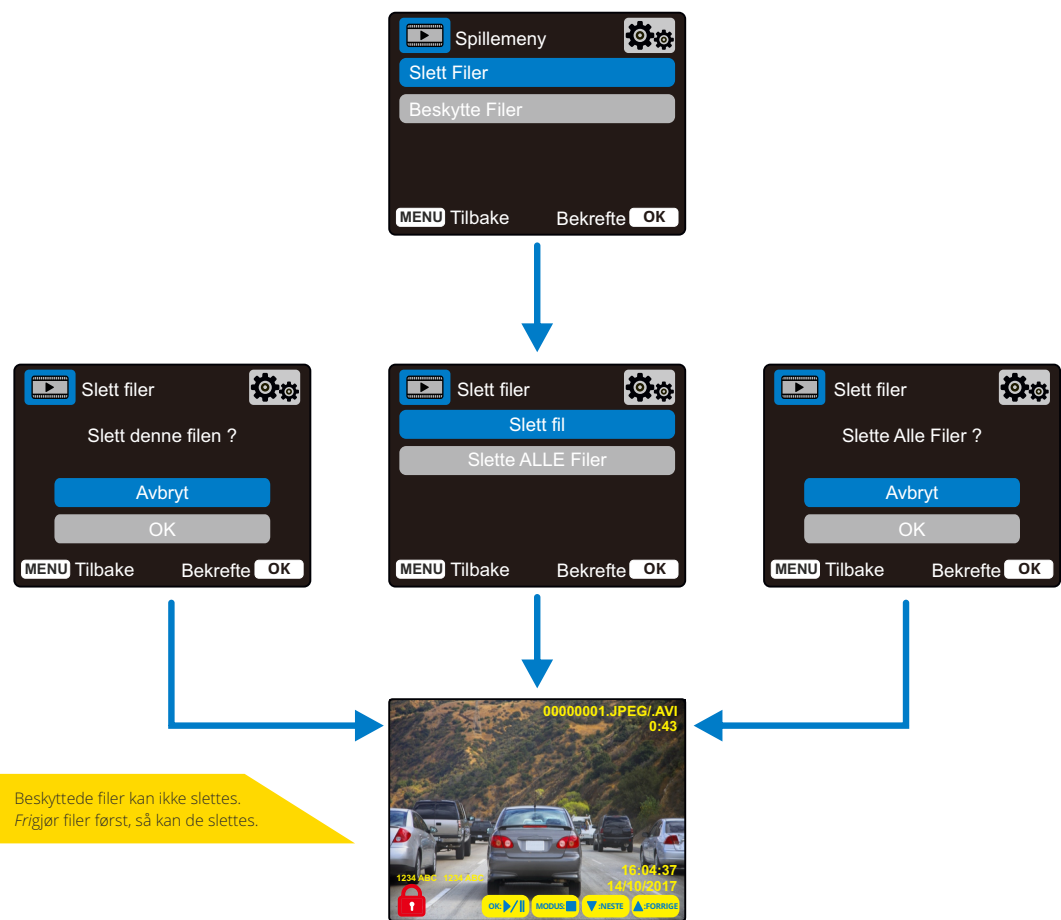 Spillemeny
Slett Filer
Beskytte Filer
MENU Tilbake Bekrefte OK
Slett filer
Slett denne filen ?
Avbryt
OK
MENU Tilbake Bekrefte OK
Slett filer
Slett fil
Slette ALLE Filer
MENU Tilbake Bekrefte OK
Slett filer
Slette Alle Filer ?
Avbryt
OK
MENU Tilbake Bekrefte OK
00000001.JPEG/.AVI
0:43
Beskyttede filer kan ikke slettes.
Frigjør filer først, så kan de slettes.
1234 ABC 1234 ABC
16:04:37
14/10/2017
OK: MODUS: :NESTE :FORRIGE